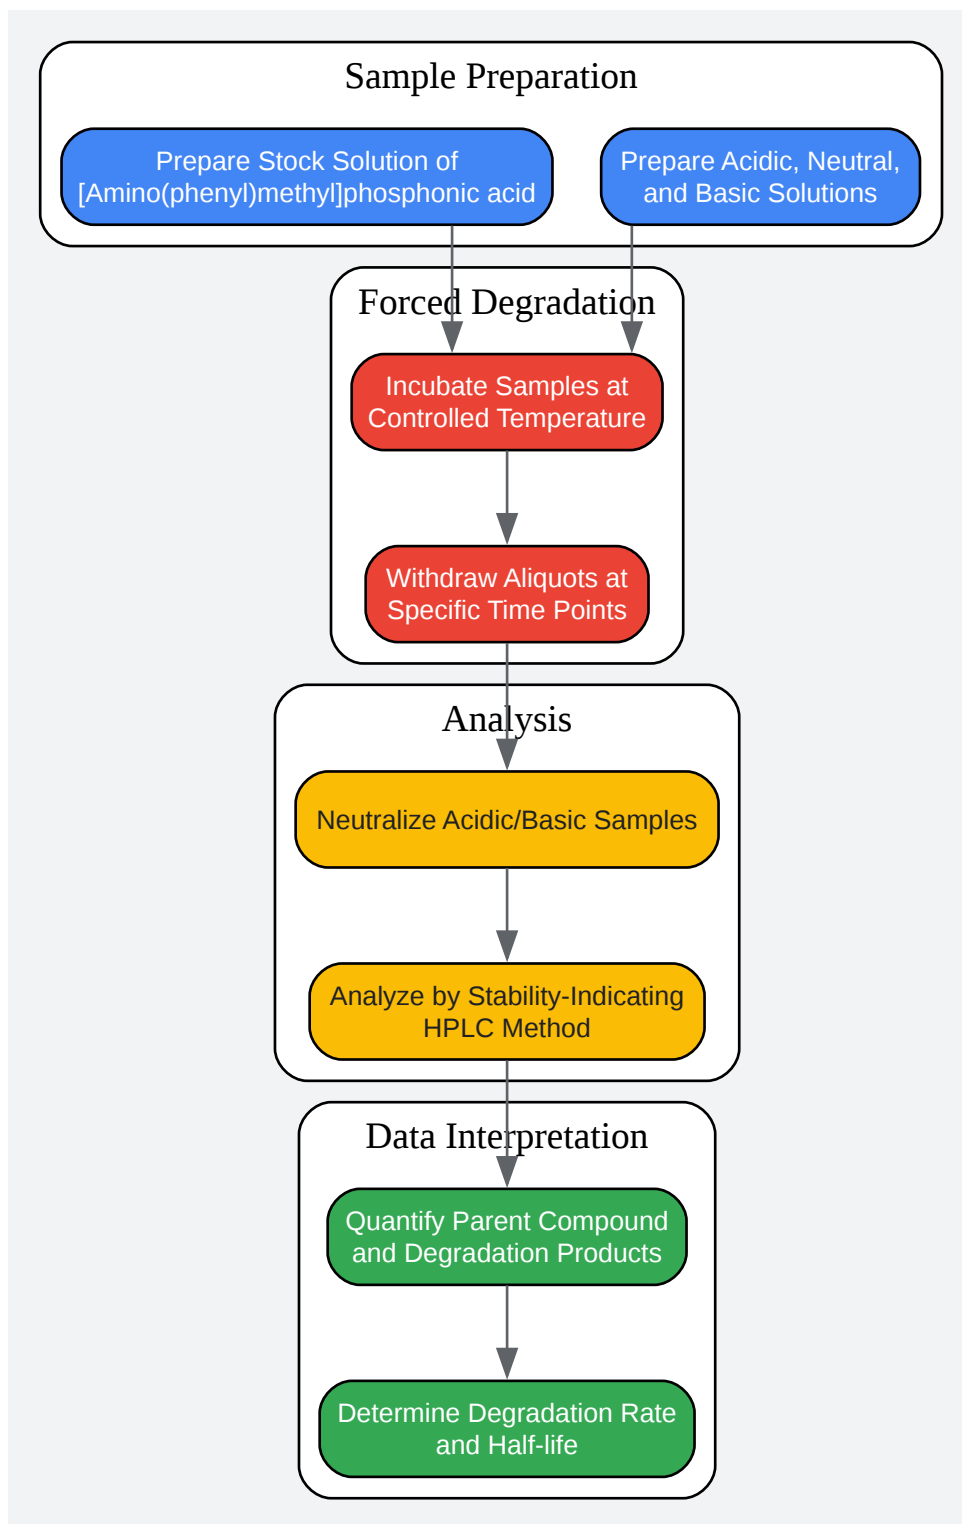 Sample Preparation
Prepare Stock Solution of
[Amino(phenyl)methyl]phosphonic acid
Prepare Acidic, Neutral,
and Basic Solutions
Forced Degradation
Incubate Samples at
Controlled Temperature
Withdraw Aliquots at
Specific Time Points
Analysis
Neutralize Acidic/Basic Samples
Analyze by Stability-Indicating
HPLC Method
Data Interpretation
Quantify Parent Compound
and Degradation Products
Determine Degradation Rate
and Half-life